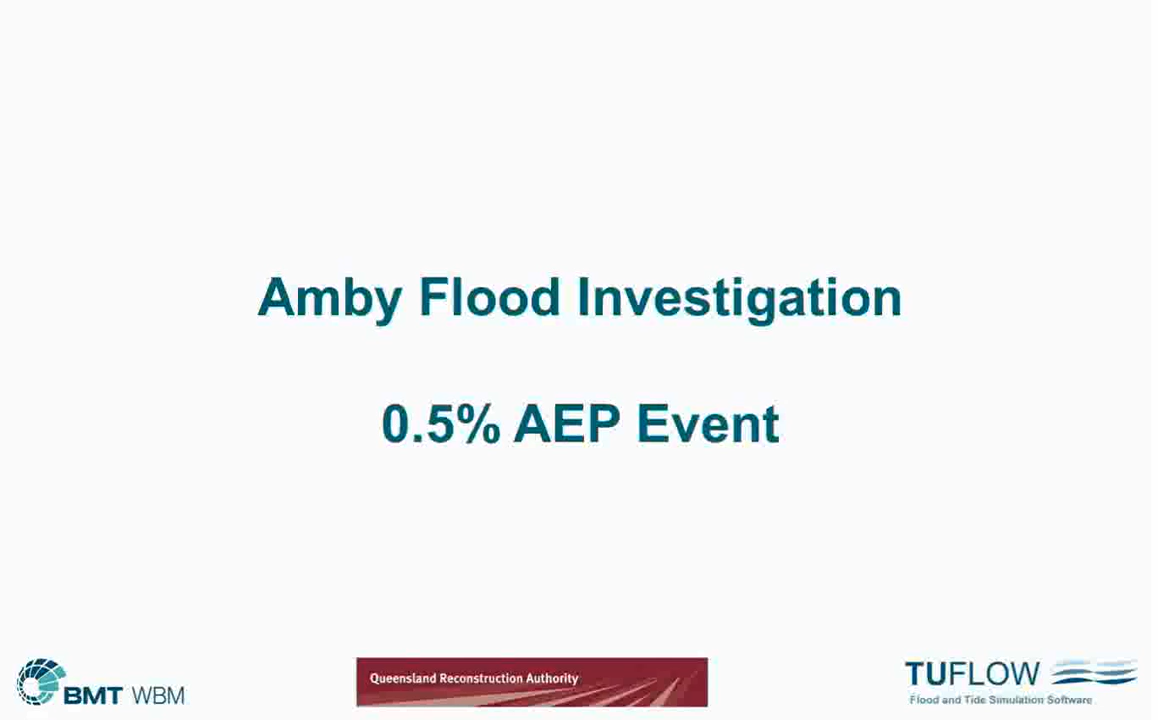 Amby Flood Investigation
0.5% AEP Event
BMT WBM
Queensland Reconstruction Authority
TUFLOW
Flood and Tide Simulation Software